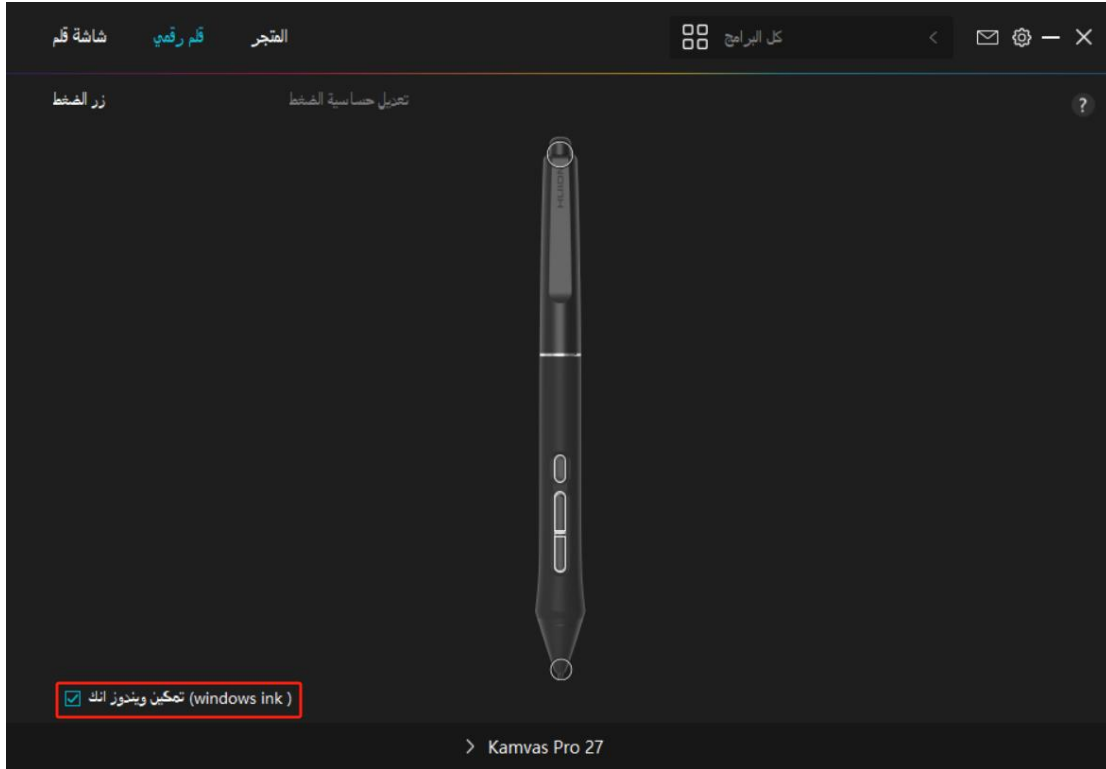 شاشة قلم
قلم رقمي
المتجر
كل البرامج
زر الضغط
تعديل حساسية الضغط
?
HUION
تمكين ويندوز انك (windows ink )
Kamvas Pro 27